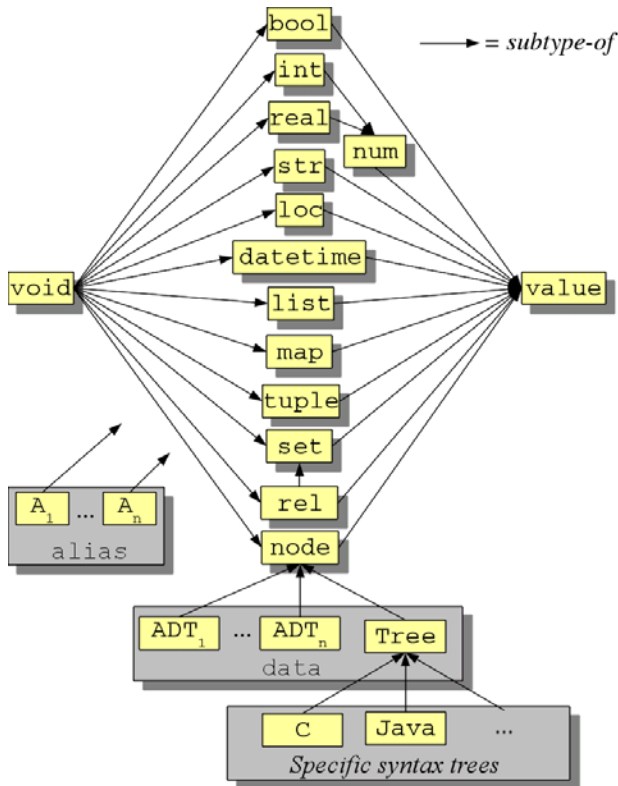 bool
= subtype-of
int
real
num
str
loc
datetime
void
value
list
map
tuple
set
A1 ... An
rel
alias
node
ADT1 ... ADTn
Tree
data
C
Java
...
Specific syntax trees